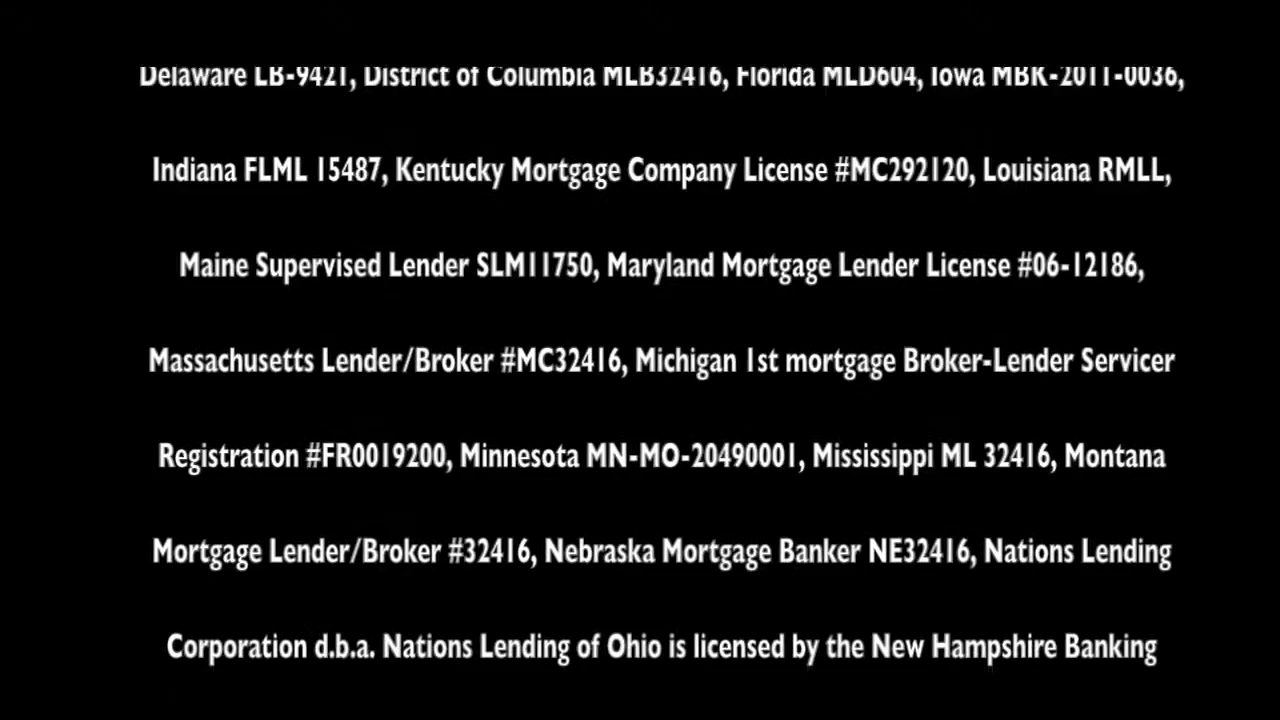 Delaware LB-9421, District of Columbia MLB32416, Florida MLD604, Iowa MBK-2011-0036,
Indiana FLML 15487, Kentucky Mortgage Company License #MC292120, Louisiana RMLL,
Maine Supervised Lender SLM11750, Maryland Mortgage Lender License #06-12186,
Massachusetts Lender/Broker #MC32416, Michigan 1st mortgage Broker-Lender Servicer
Registration #FR0019200, Minnesota MN-MO-20490001, Mississippi ML 32416, Montana
Mortgage Lender/Broker #32416, Nebraska Mortgage Banker NE32416, Nations Lending
Corporation d.b.a. Nations Lending of Ohio is licensed by the New Hampshire Banking